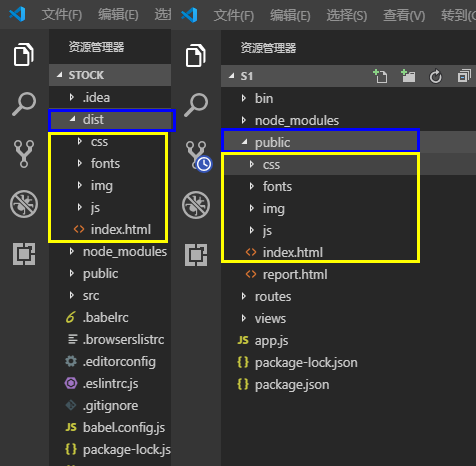 文件(F) 编辑(E) 选择
资源管理器
STOCK
.idea
dist
css
fonts
img
js
<> index.html
node_modules
public
src
.babelrc
.browserslistrc
.editorconfig
.eslintrc.js
.gitignore
babel.config.js
package-lock.js
文件(F) 编辑(E) 选择(S) 查看(V) 转到(
资源管理器
S1
bin
node_modules
public
css
fonts
img
js
<> index.html
<> report.html
routes
views
JS app.js
{} package-lock.json
{} package.json